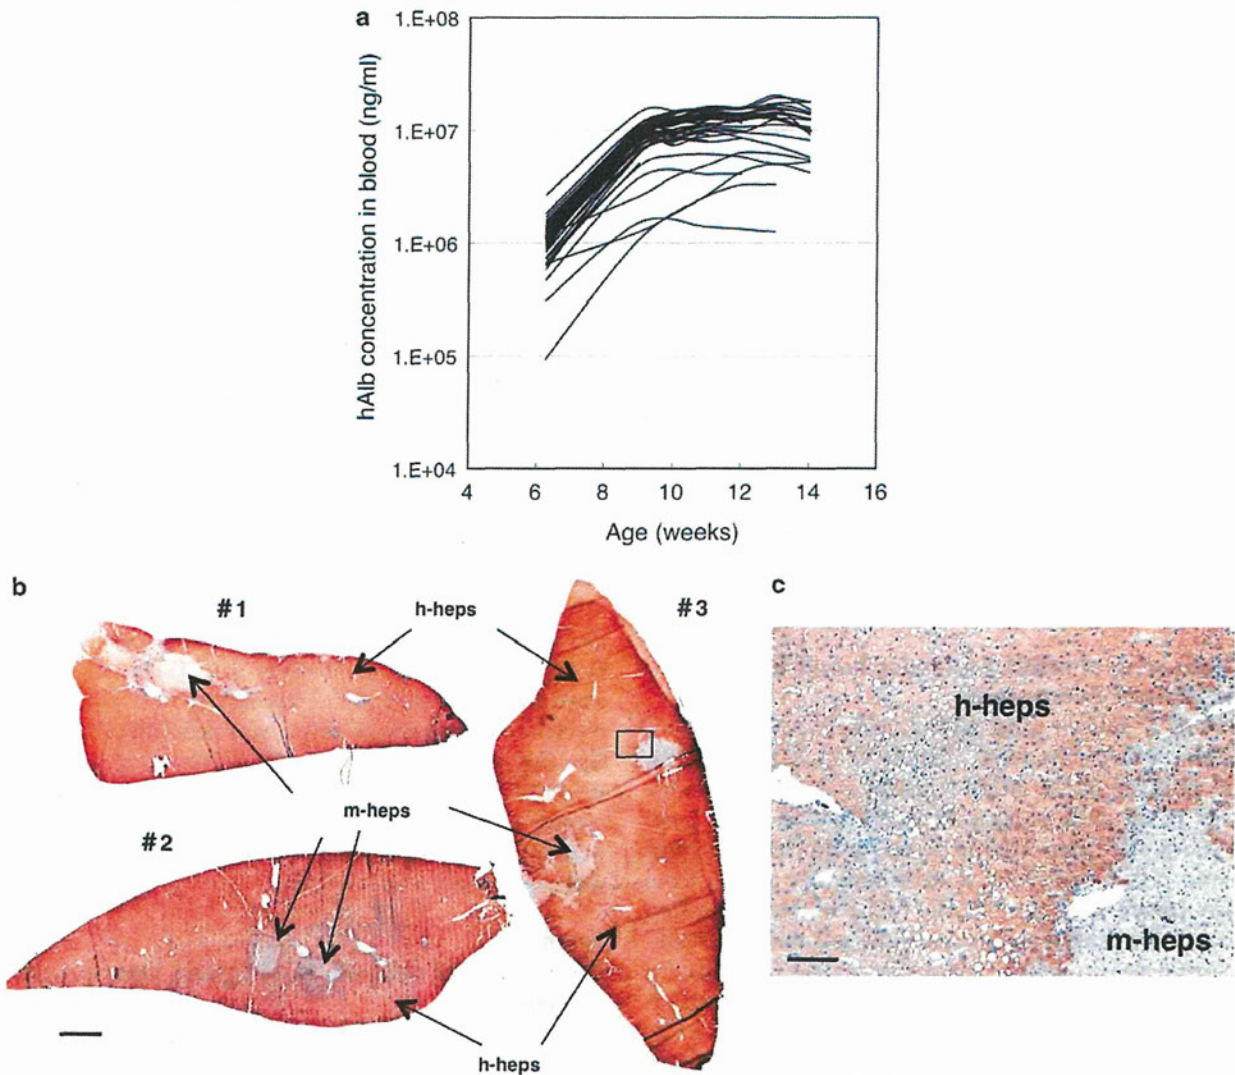 a
hAlb concentration in blood (ng/ml)
1.E+08
1.E+07
1.E+06
1.E+05
1.E+04
4 6 8 10 12 14 16
Age (weeks)
b
#1
h-heps
#3
m-heps
#2
h-heps
c
h-heps
m-heps